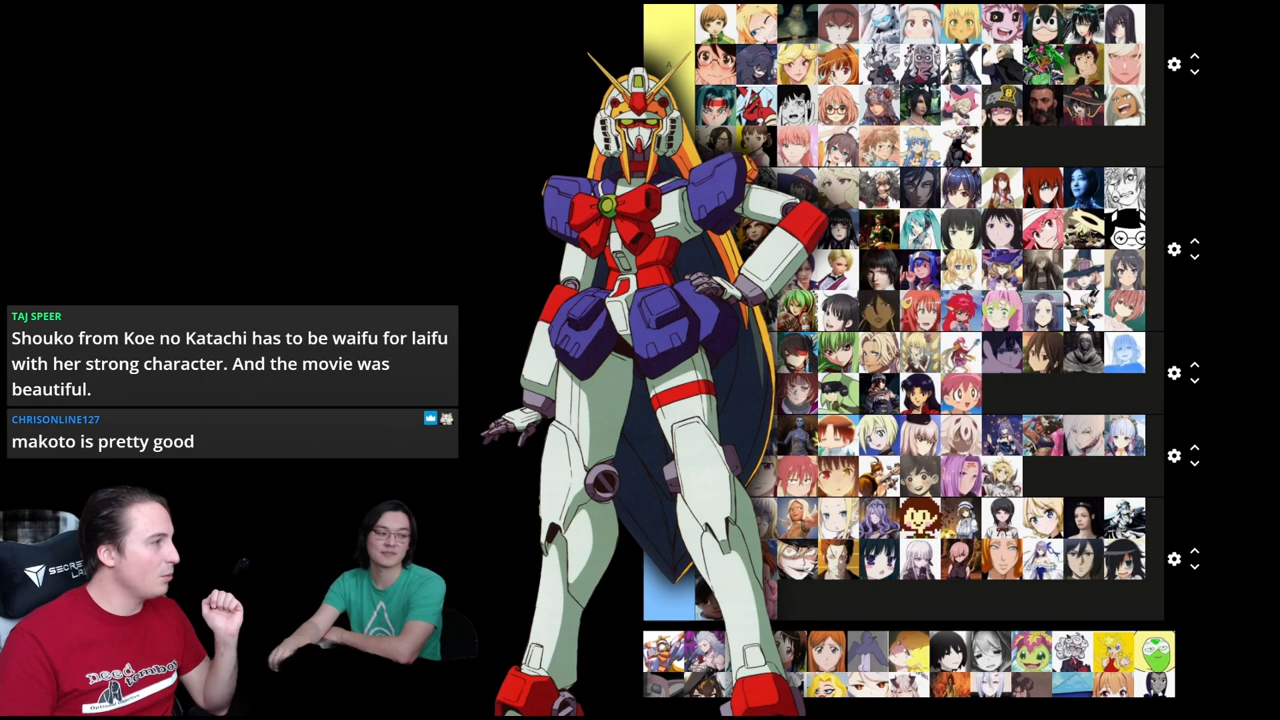 A
TAJ SPEER
Shouko from Koe no Katachi has to be waifu for laifu
with her strong character. And the movie was
beautiful.
CHRISONLINE127
makoto is pretty good
B
need